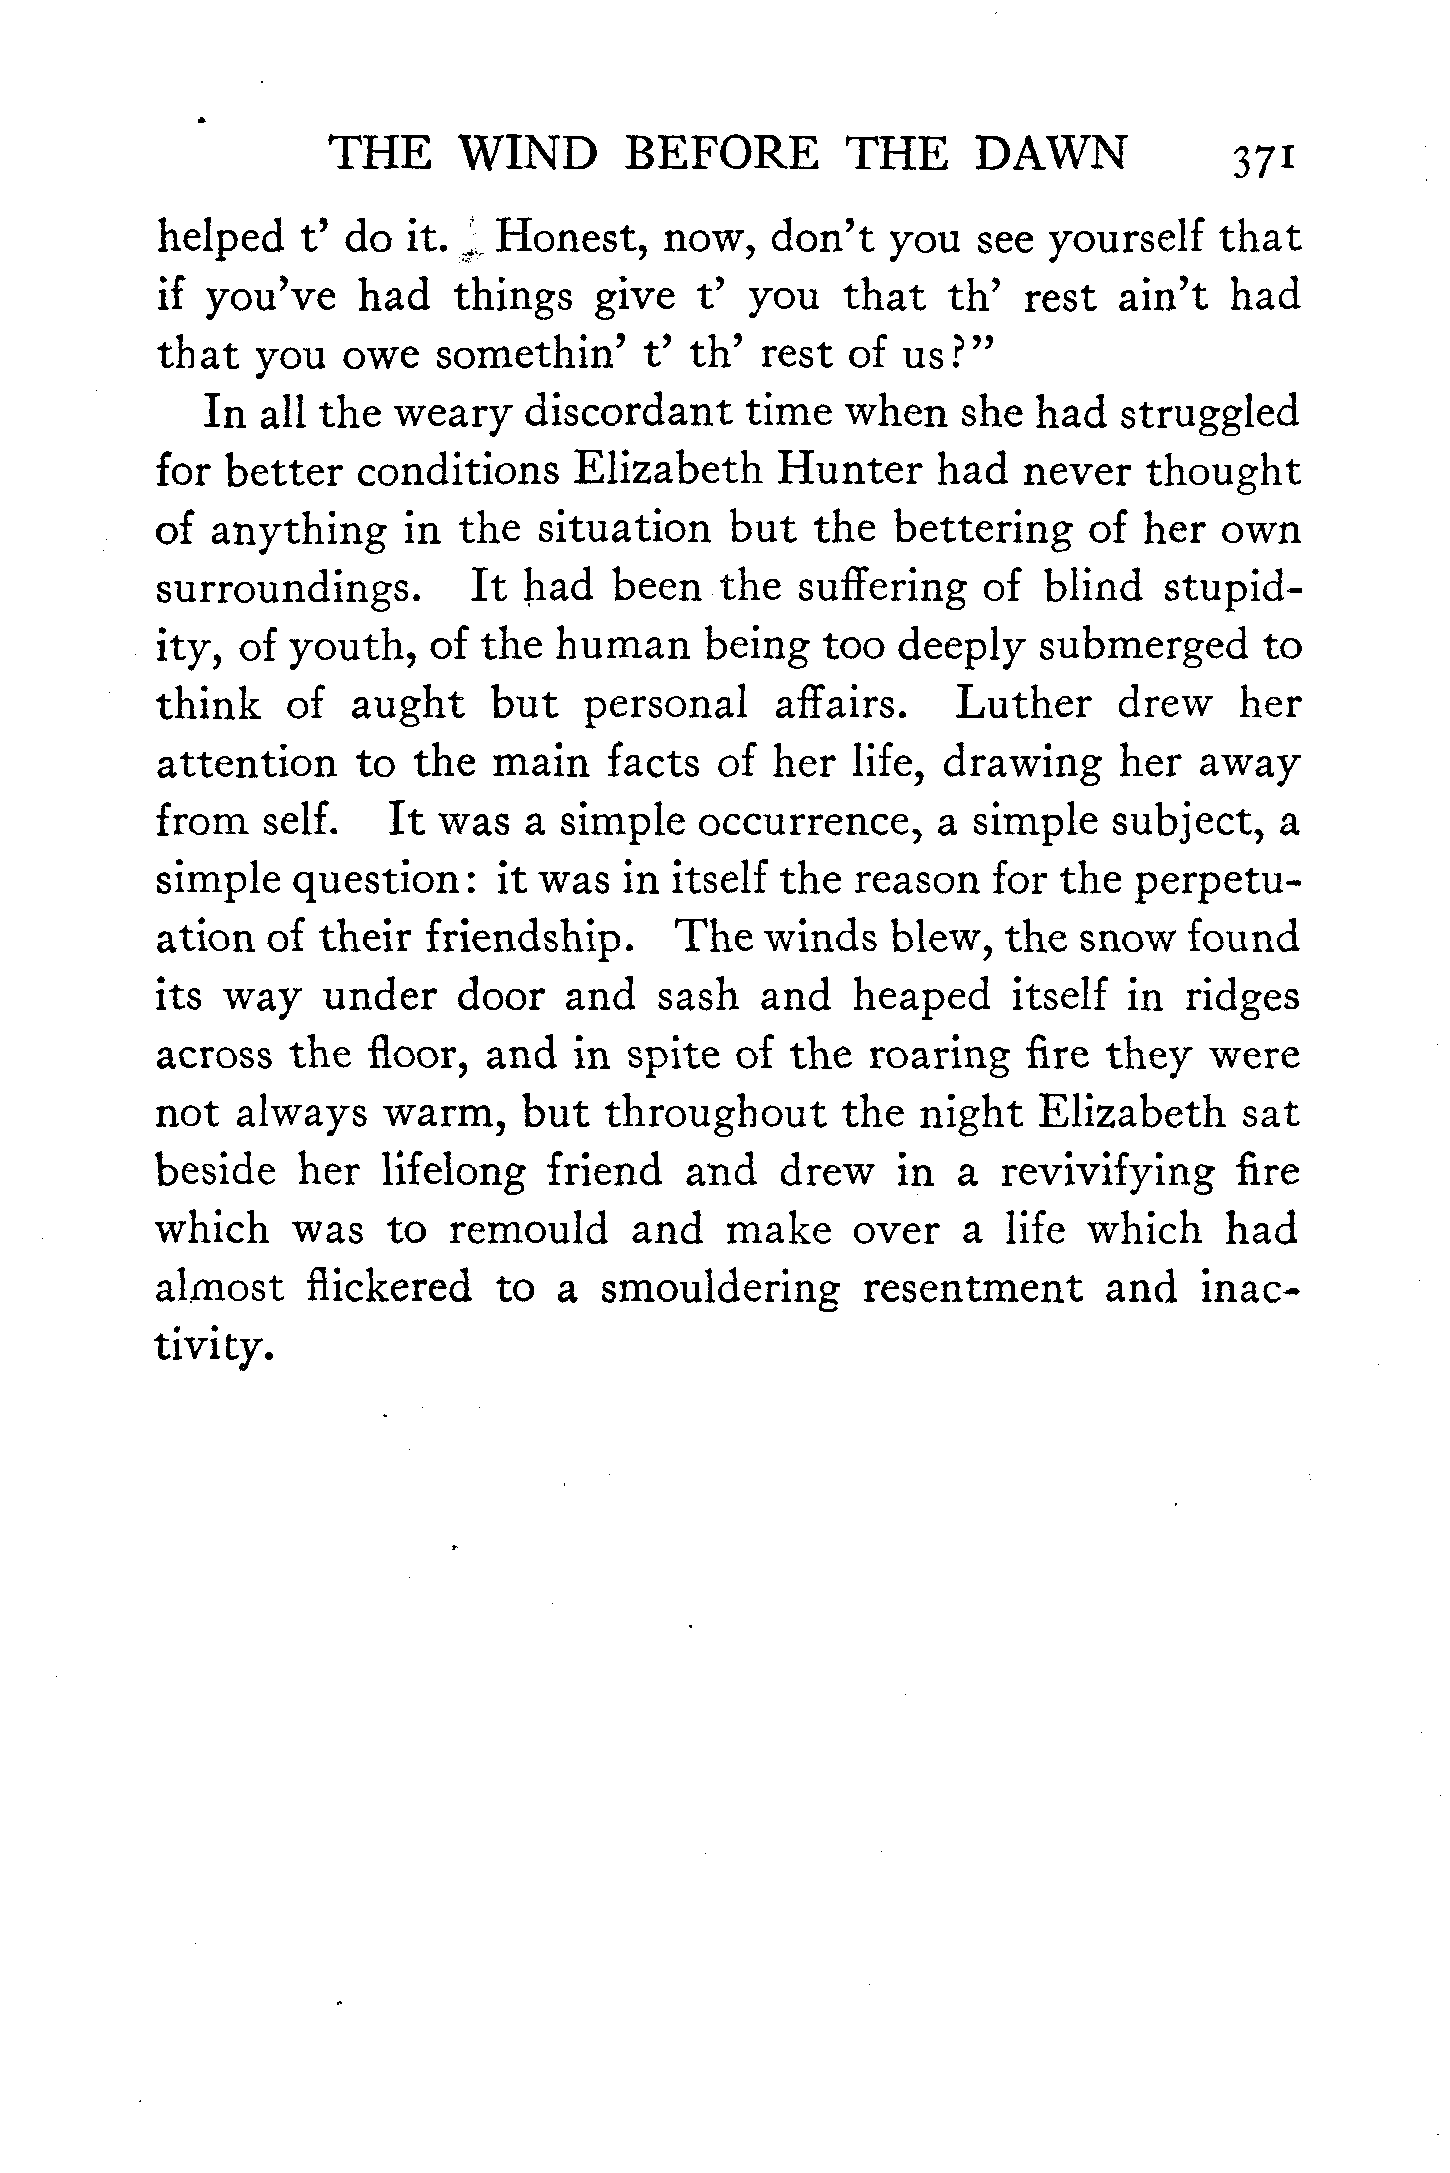 THE WIND BEFORE THE DAWN 371
helped t’ do it. Honest, now, don’t you see yourself that
if you’ve had things give t’ you that th’ rest ain’t had
that you owe somethin’ t’ th’ rest of us?”
In all the weary discordant time when she had struggled
for better conditions Elizabeth Hunter had never thought
of anything in the situation but the bettering of her own
surroundings. It had been the suffering of blind stupid-
ity, of youth, of the human being too deeply submerged to
think of aught but personal affairs. Luther drew her
attention to the main facts of her life, drawing her away
from self. It was a simple occurrence, a simple subject, a
simple question: it was in itself the reason for the perpetu-
ation of their friendship. The winds blew, the snow found
its way under door and sash and heaped itself in ridges
across the floor, and in spite of the roaring fire they were
not always warm, but throughout the night Elizabeth sat
beside her lifelong friend and drew in a revivifying fire
which was to remould and make over a life which had
almost flickered to a smouldering resentment and inac-
tivity.